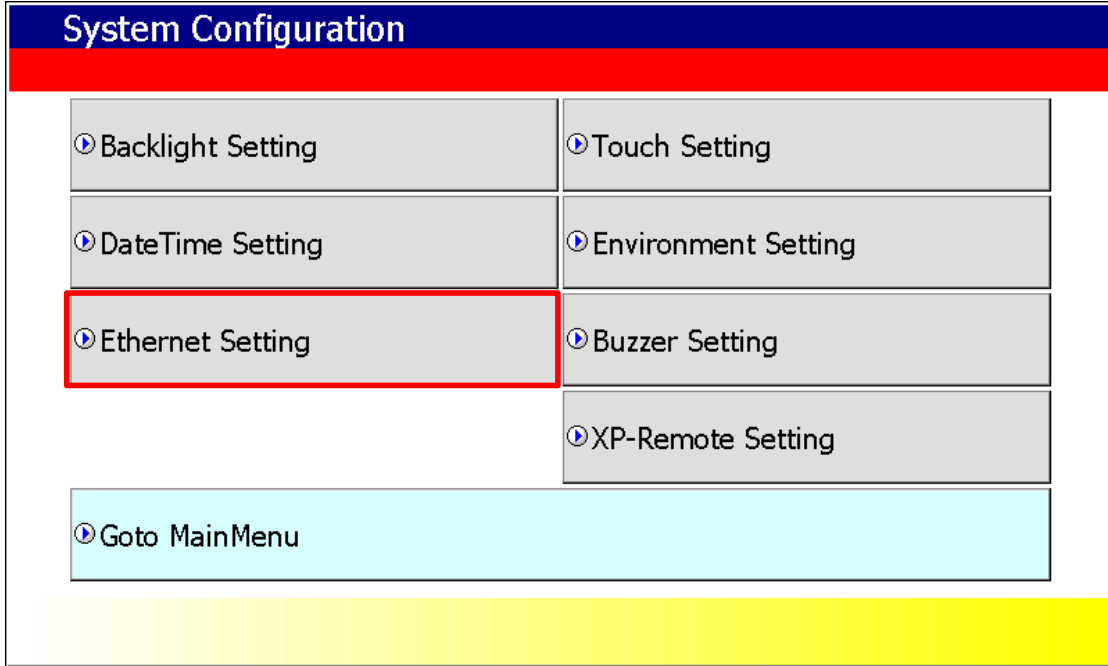 System Configuration
Backlight Setting
Touch Setting
DateTime Setting
Environment Setting
Ethernet Setting
Buzzer Setting
XP-Remote Setting
Goto MainMenu